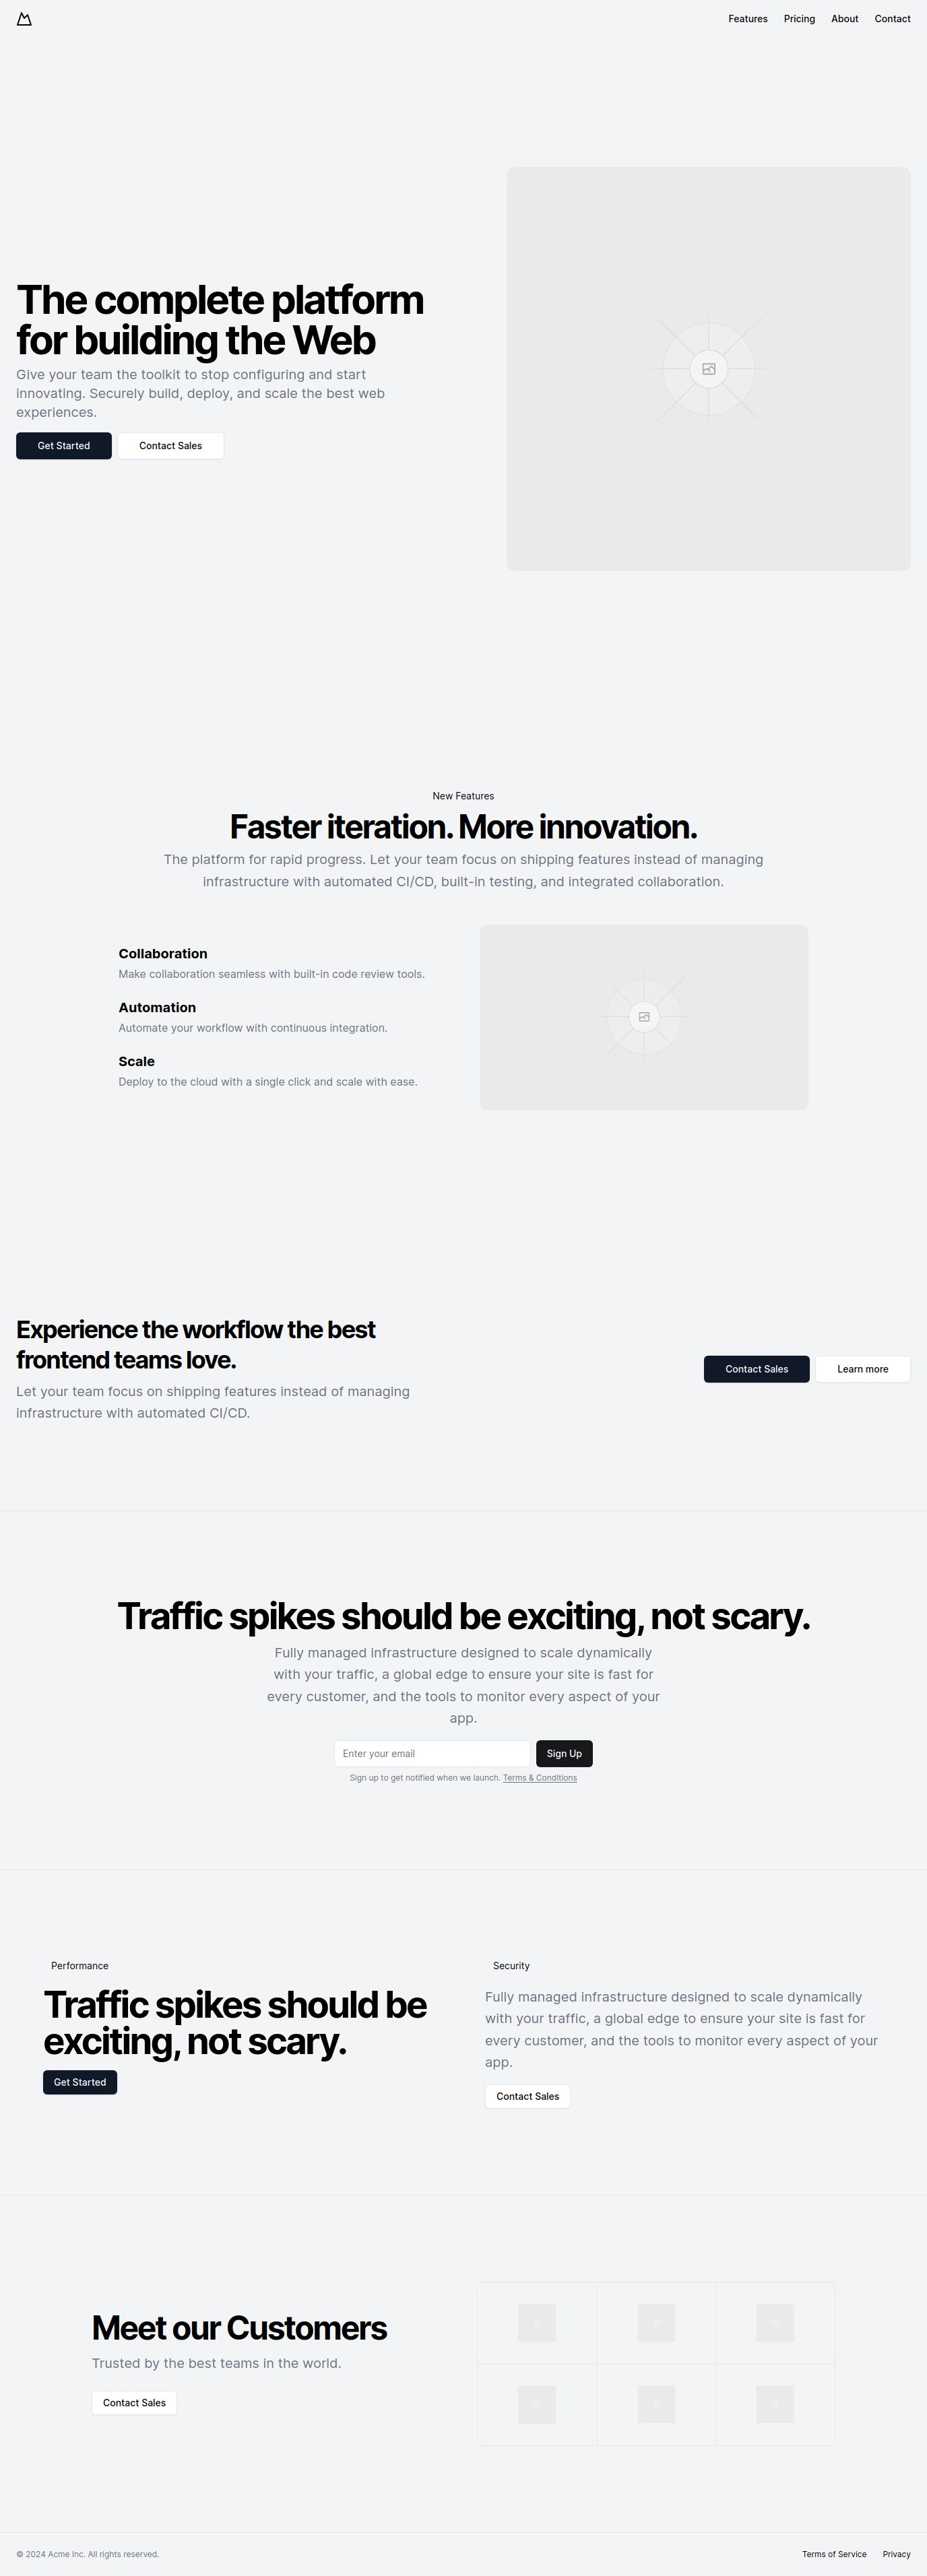 Features Pricing About Contact
The complete platform
for building the Web
Give your team the toolkit to stop configuring and start
innovating. Securely build, deploy, and scale the best web
experiences.
Get Started Contact Sales
New Features
Faster iteration. More innovation.
The platform for rapid progress. Let your team focus on shipping features instead of managing
infrastructure with automated CI/CD, built-in testing, and integrated collaboration.
Collaboration
Make collaboration seamless with built-in code review tools.
Automation
Automate your workflow with continuous integration.
Scale
Deploy to the cloud with a single click and scale with ease.
Experience the workflow the best
frontend teams love.
Let your team focus on shipping features instead of managing
infrastructure with automated CI/CD.
Contact Sales Learn more
Traffic spikes should be exciting, not scary.
Fully managed infrastructure designed to scale dynamically
with your traffic, a global edge to ensure your site is fast for
every customer, and the tools to monitor every aspect of your
app.
Enter your email Sign Up
Sign up to get notified when we launch. Terms & Conditions
Performance
Traffic spikes should be
exciting, not scary.
Get Started
Security
Fully managed infrastructure designed to scale dynamically
with your traffic, a global edge to ensure your site is fast for
every customer, and the tools to monitor every aspect of your
app.
Contact Sales
Meet our Customers
Trusted by the best teams in the world.
Contact Sales
© 2024 Acme Inc. All rights reserved.
Terms of Service Privacy